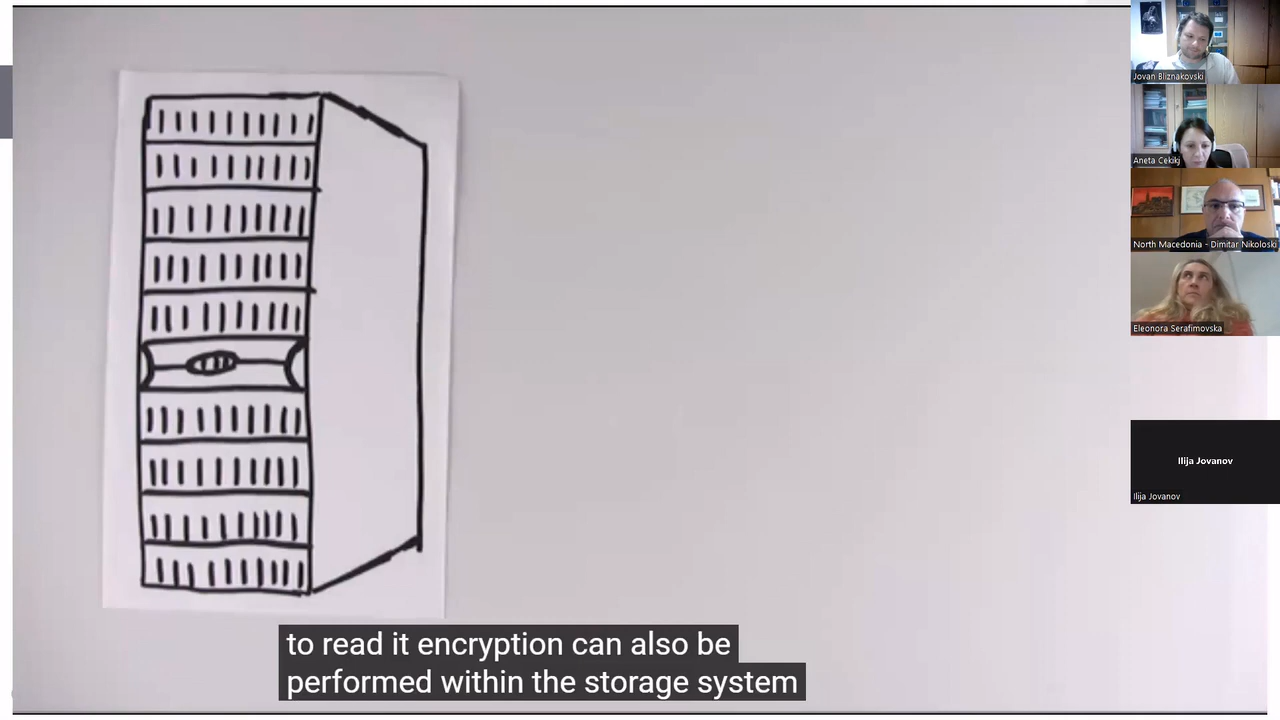 Jovan Bliznakovski
Aneta Cekikj
North Macedonia - Dimitar Nikoloski
Eleonora Serafimovska
Ilija Jovanov
Ilija Jovanov
to read it encryption can also be
performed within the storage system